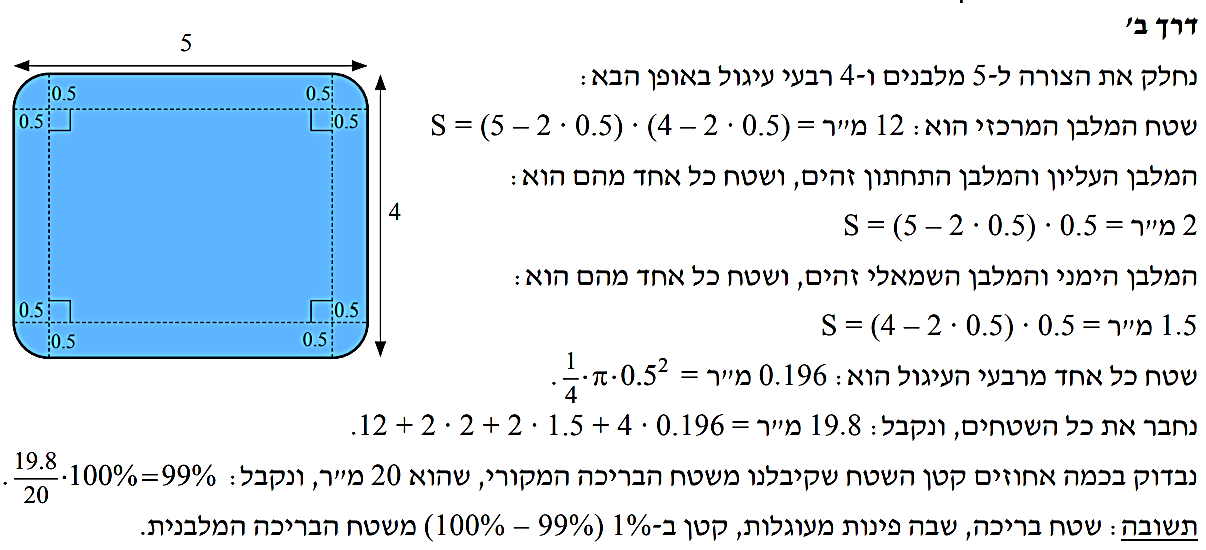 דרך ב׳
נחלק את הצורה ל-5 מלבנים ו-4 רבעי עיגול באופן הבא:
שטח המלבן המרכזי הוא: S = (5 – 2 · 0.5) · (4 – 2 · 0.5) = 12 מ״ר
המלבן העליון והמלבן התחתון זהים, ושטח כל אחד מהם הוא:
S = (5 – 2 · 0.5) · 0.5 = 2 מ״ר
המלבן הימני והמלבן השמאלי זהים, ושטח כל אחד מהם הוא:
S = (4 – 2 · 0.5) · 0.5 = 1.5 מ״ר
שטח כל אחד מרבעי העיגול הוא: 1/4 · π · 0.5² = 0.196 מ״ר.
נחבר את כל השטחים, ונקבל: 12 + 2 · 2 + 2 · 1.5 + 4 · 0.196 = 19.8 מ״ר.
נבדוק בכמה אחוזים קטן השטח שקיבלנו משטח הבריכה המקורי, שהוא 20 מ״ר, ונקבל: 19.8/20 · 100% = 99%.
תשובה: שטח בריכה, שבה פינות מעוגלות, קטן ב-1% (100% – 99%) משטח הבריכה המלבנית.
5
0.5 0.5
0.5 0.5
4
0.5 0.5
0.5 0.5